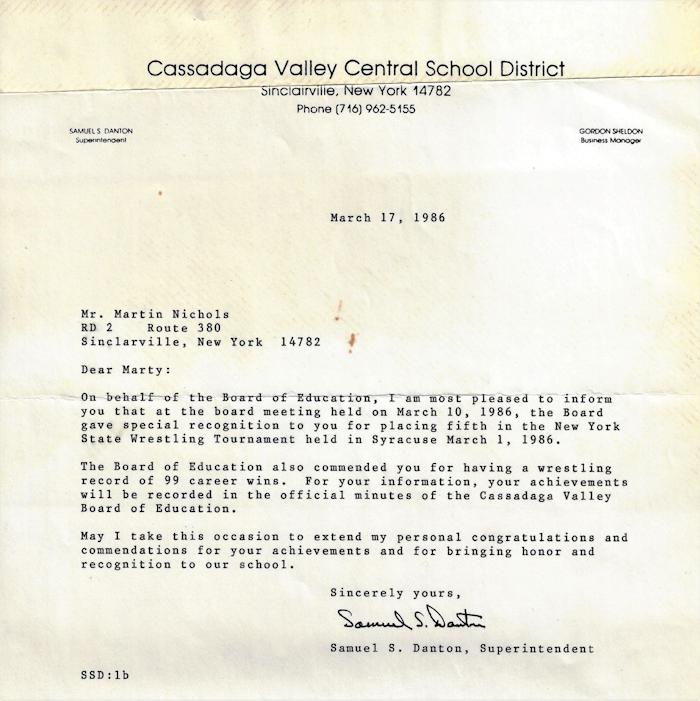 Cassadaga Valley Central School District
Sinclairville, New York 14782
Phone (716) 962-5155
SAMUEL S. DANTON
Superintendent
GORDON SHELDON
Business Manager
March 17, 1986
Mr. Martin Nichols
RD 2    Route 380
Sinclarville, New York  14782
Dear Marty:
On behalf of the Board of Education, I am most pleased to inform
you that at the board meeting held on March 10, 1986, the Board
gave special recognition to you for placing fifth in the New York
State Wrestling Tournament held in Syracuse March 1, 1986.
The Board of Education also commended you for having a wrestling
record of 99 career wins.  For your information, your achievements
will be recorded in the official minutes of the Cassadaga Valley
Board of Education.
May I take this occasion to extend my personal congratulations and
commendations for your achievements and for bringing honor and
recognition to our school.
Sincerely yours,
Samuel S. Danton
Samuel S. Danton, Superintendent
SSD:lb